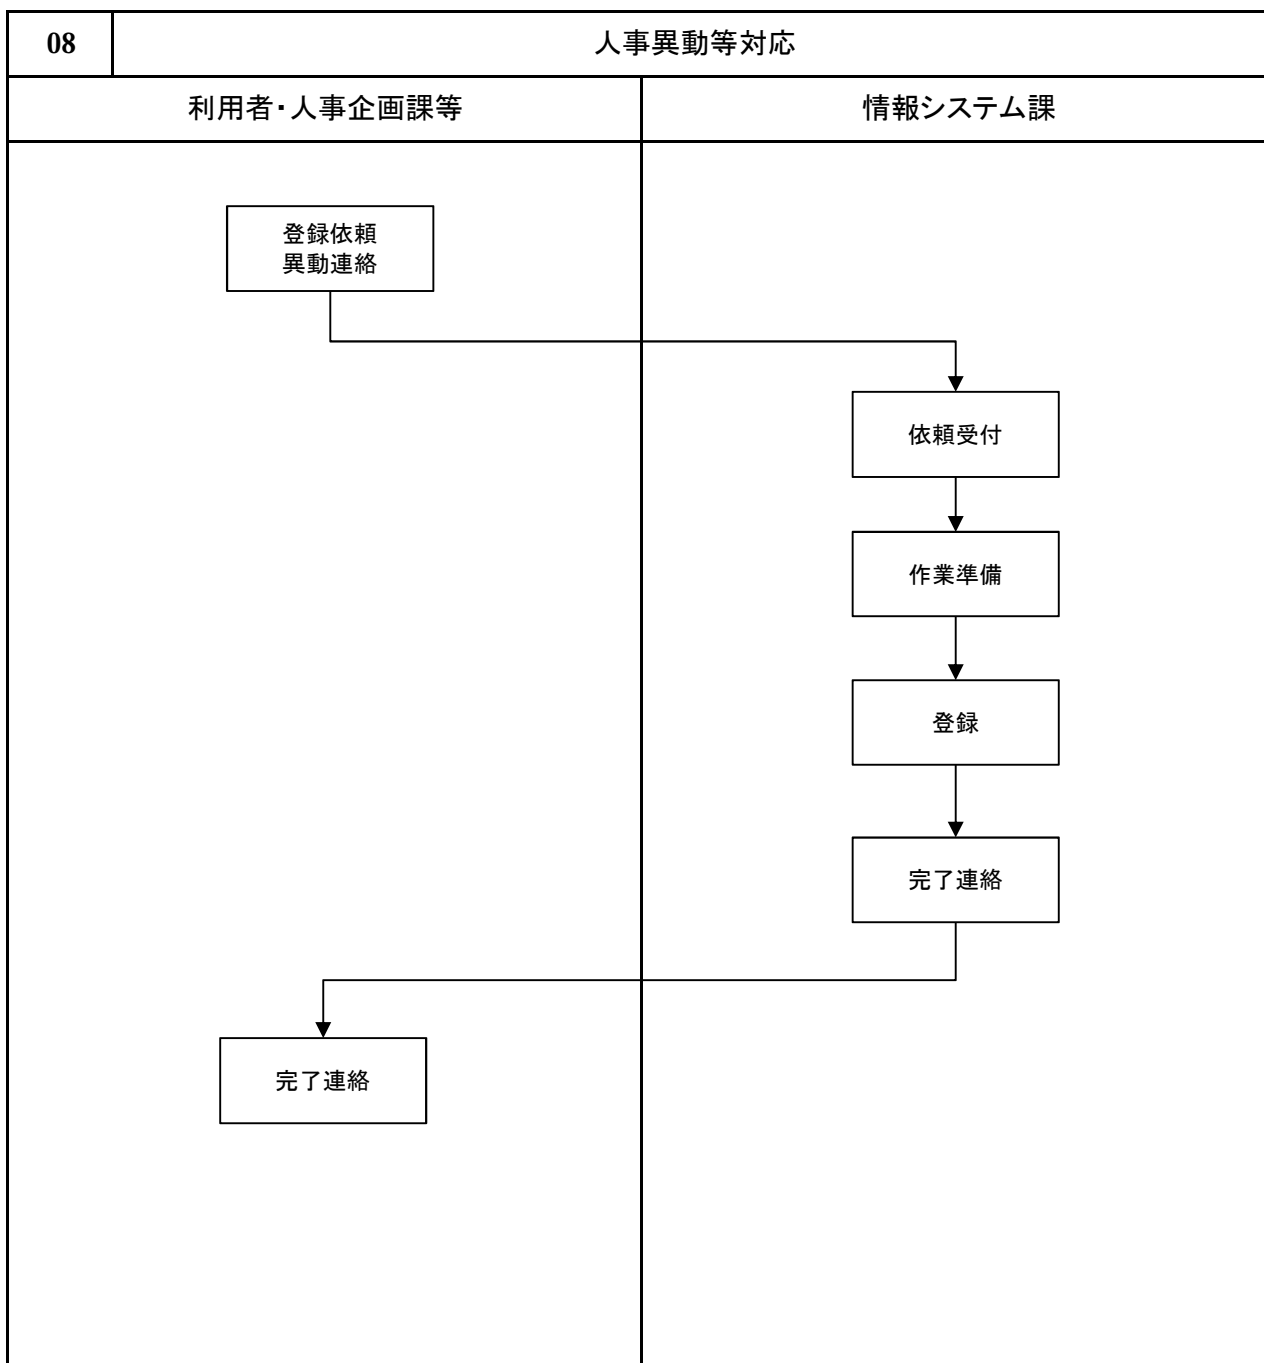 08
人事異動等対応
利用者・人事企画課等
情報システム課
登録依頼
異動連絡
依頼受付
作業準備
登録
完了連絡
完了連絡